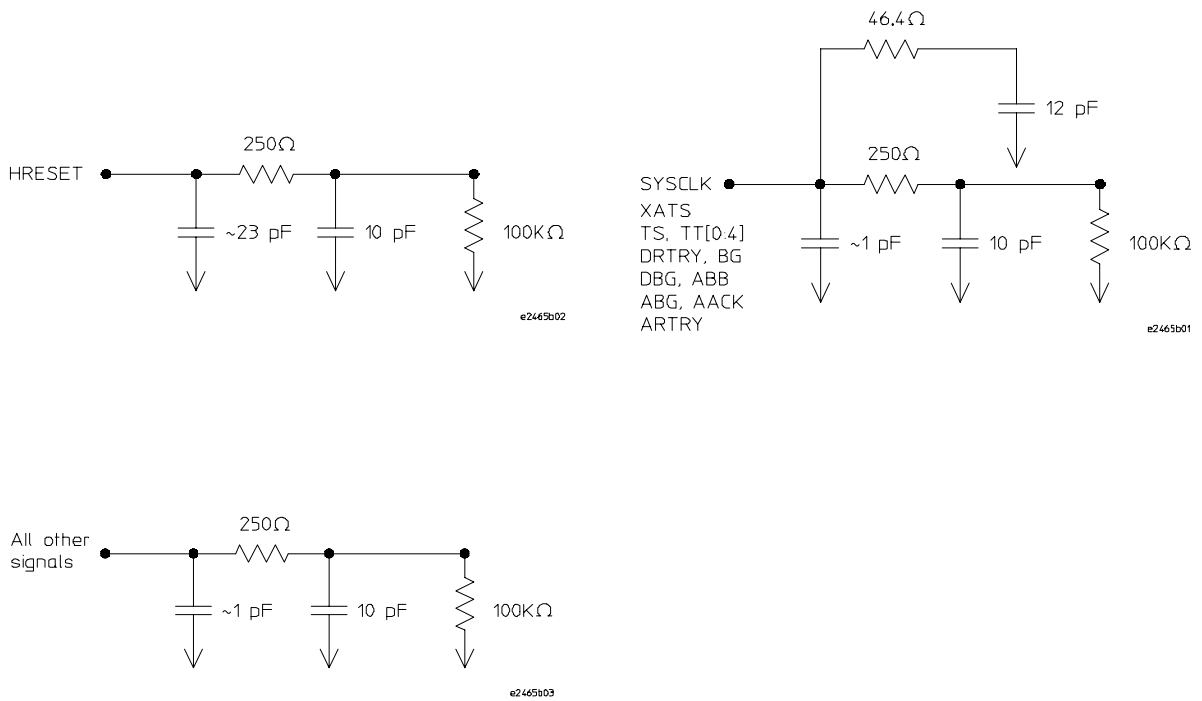 250Ω
HRESET
~23 pF
10 pF
100KΩ
e2465b02
46.4Ω
12 pF
250Ω
SYSCLK
XATS
TS, TT[0:4]
DRTRY, BG
DBG, ABB
ABG, AACK
ARTRY
~1 pF
10 pF
100KΩ
e2465b01
250Ω
All other
signals
~1 pF
10 pF
100KΩ
e2465b03